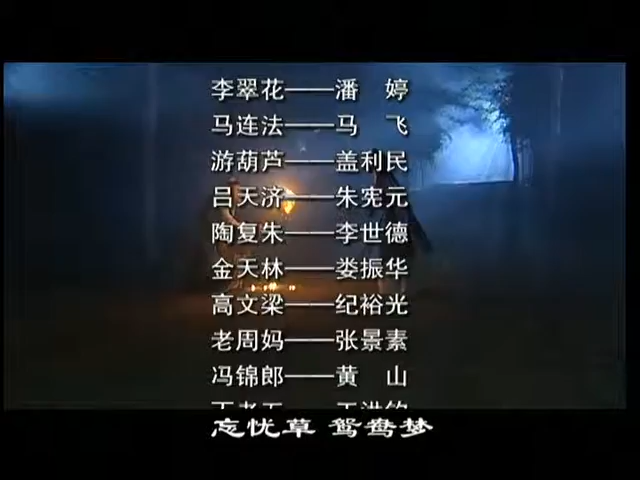 李翠花——潘　婷
马连法——马　飞
游葫芦——盖利民
吕天济——朱宪元
陶复朱——李世德
金天林——娄振华
高文梁——纪裕光
老周妈——张景素
冯锦郎——黄　山
忘忧草 鸳鸯梦